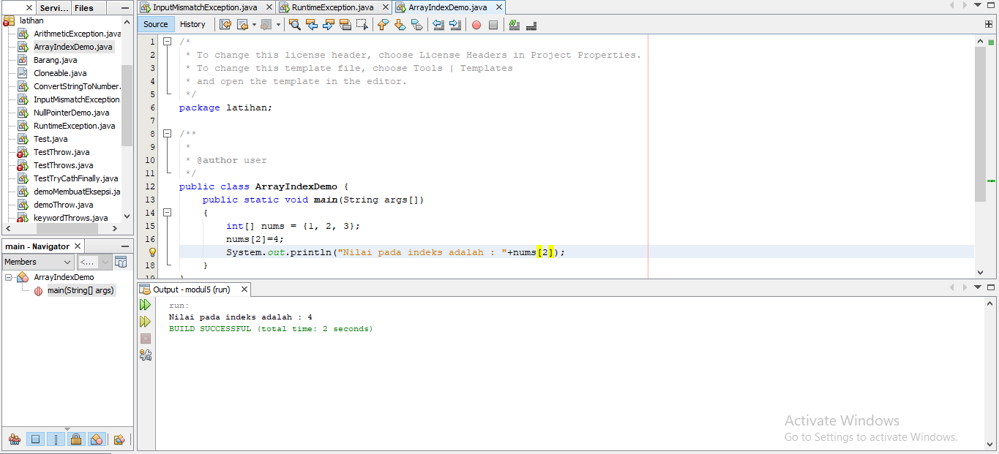 Servi...
Files
latihan
ArithmeticException.java
ArrayIndexDemo.java
Barang.java
Cloneable.java
ConvertStringToNumber.
InputMismatchException
NullPointerDemo.java
RuntimeException.java
Test.java
TestThrow.java
TestThrows.java
TestTryCathFinally.java
demoMembuatEksepsi.ja
demoThrow.java
keywordThrows.java
main - Navigator
Members
<...
ArrayIndexDemo
main(String[] args)
InputMismatchException.java
RuntimeException.java
ArrayIndexDemo.java
Source
History
1 /*
2 * To change this license header, choose License Headers in Project Properties.
3 * To change this template file, choose Tools | Templates
4 * and open the template in the editor.
5 */
6 package latihan;
7
8 /**
9 *
10 * @author user
11 */
12 public class ArrayIndexDemo {
13 public static void main(String args[])
14 {
15 int[] nums = {1, 2, 3};
16 nums[2]=4;
System.out.println("Nilai pada indeks adalah : "+nums[2]);
18 }
19 }
Output - modul5 (run)
run:
Nilai pada indeks adalah : 4
BUILD SUCCESSFUL (total time: 2 seconds)
Activate Windows
Go to Settings to activate Windows.